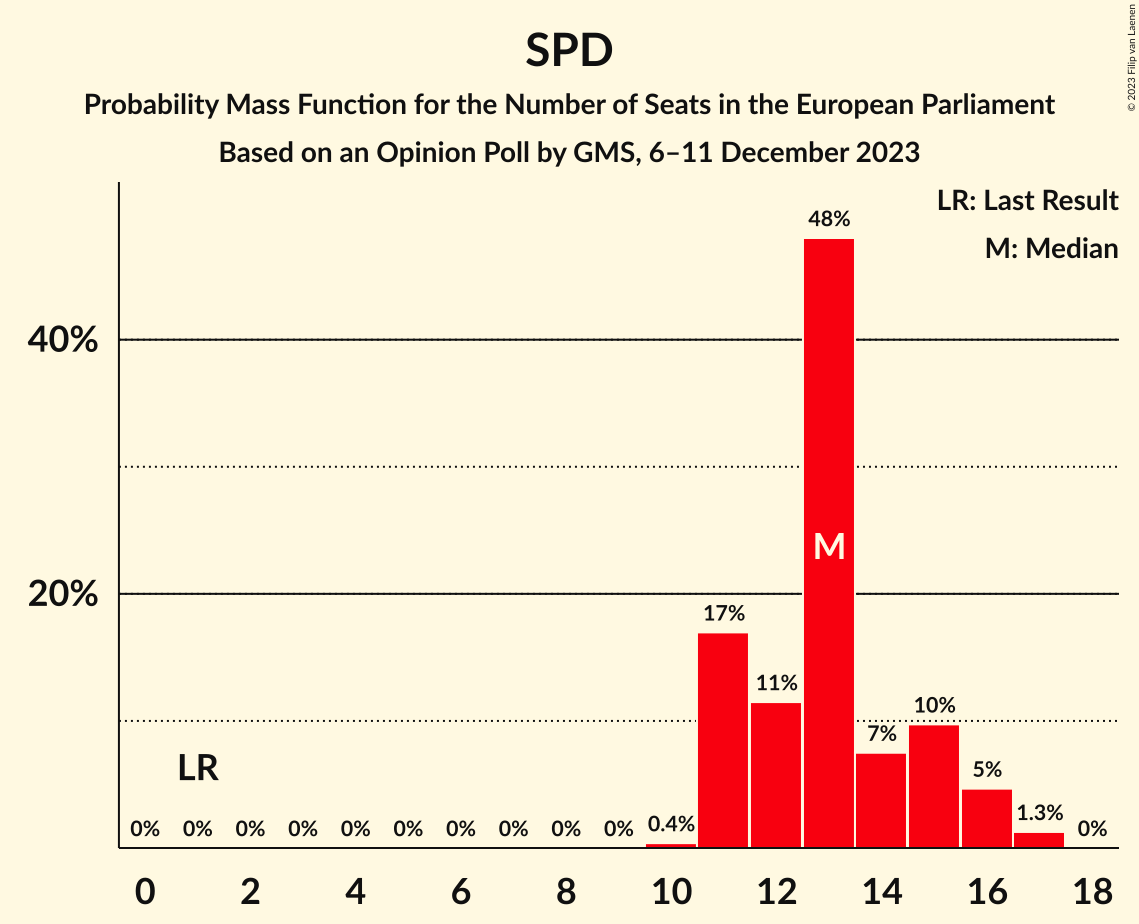 © 2023 Filip van Laenen
SPD
Probability Mass Function for the Number of Seats in the European Parliament
Based on an Opinion Poll by GMS, 6–11 December 2023
LR: Last Result
M: Median
48%
40%
M
20%
17%
11%
10%
7%
LR
5%
0% 0% 0% 0% 0% 0% 0% 0% 0% 0% 0.4% 1.3% 0%
0 2 4 6 8 10 12 14 16 18